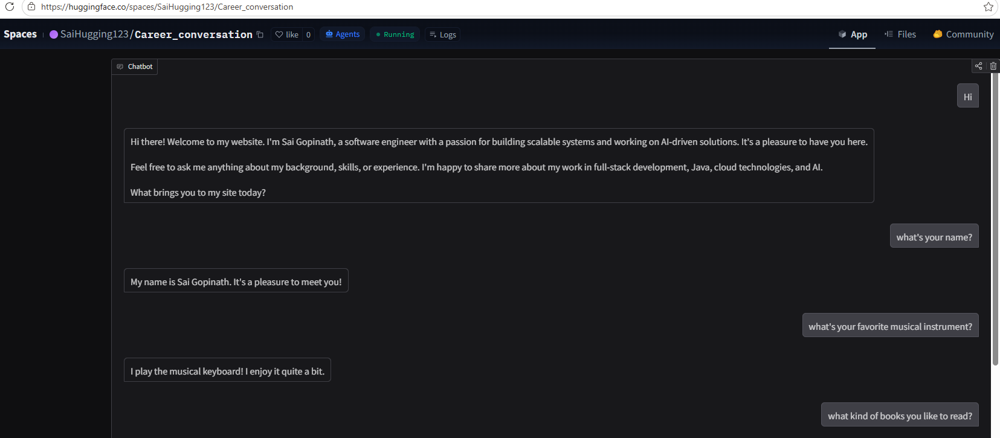 https://huggingface.co/spaces/SaiHugging123/Career_conversation
Spaces SaiHugging123/Career_conversation like 0 Agents Running Logs App Files Community
Chatbot
Hi
Hi there! Welcome to my website. I'm Sai Gopinath, a software engineer with a passion for building scalable systems and working on AI-driven solutions. It's a pleasure to have you here.
Feel free to ask me anything about my background, skills, or experience. I'm happy to share more about my work in full-stack development, Java, cloud technologies, and AI.
What brings you to my site today?
what's your name?
My name is Sai Gopinath. It's a pleasure to meet you!
what's your favorite musical instrument?
I play the musical keyboard! I enjoy it quite a bit.
what kind of books you like to read?